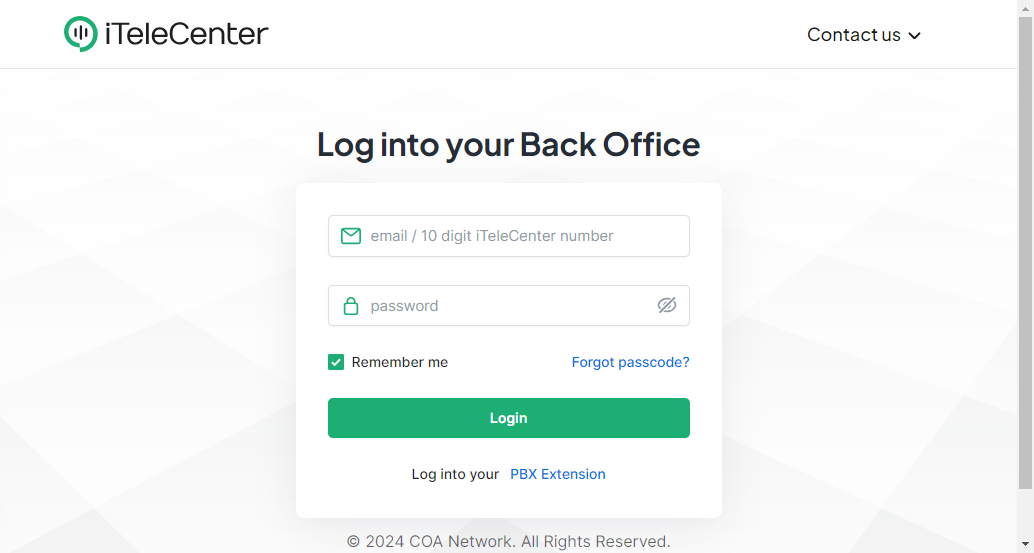 iTeleCenter
Contact us
Log into your Back Office
email / 10 digit iTeleCenter number
password
Remember me
Forgot passcode?
Login
Log into your PBX Extension
© 2024 COA Network. All Rights Reserved.